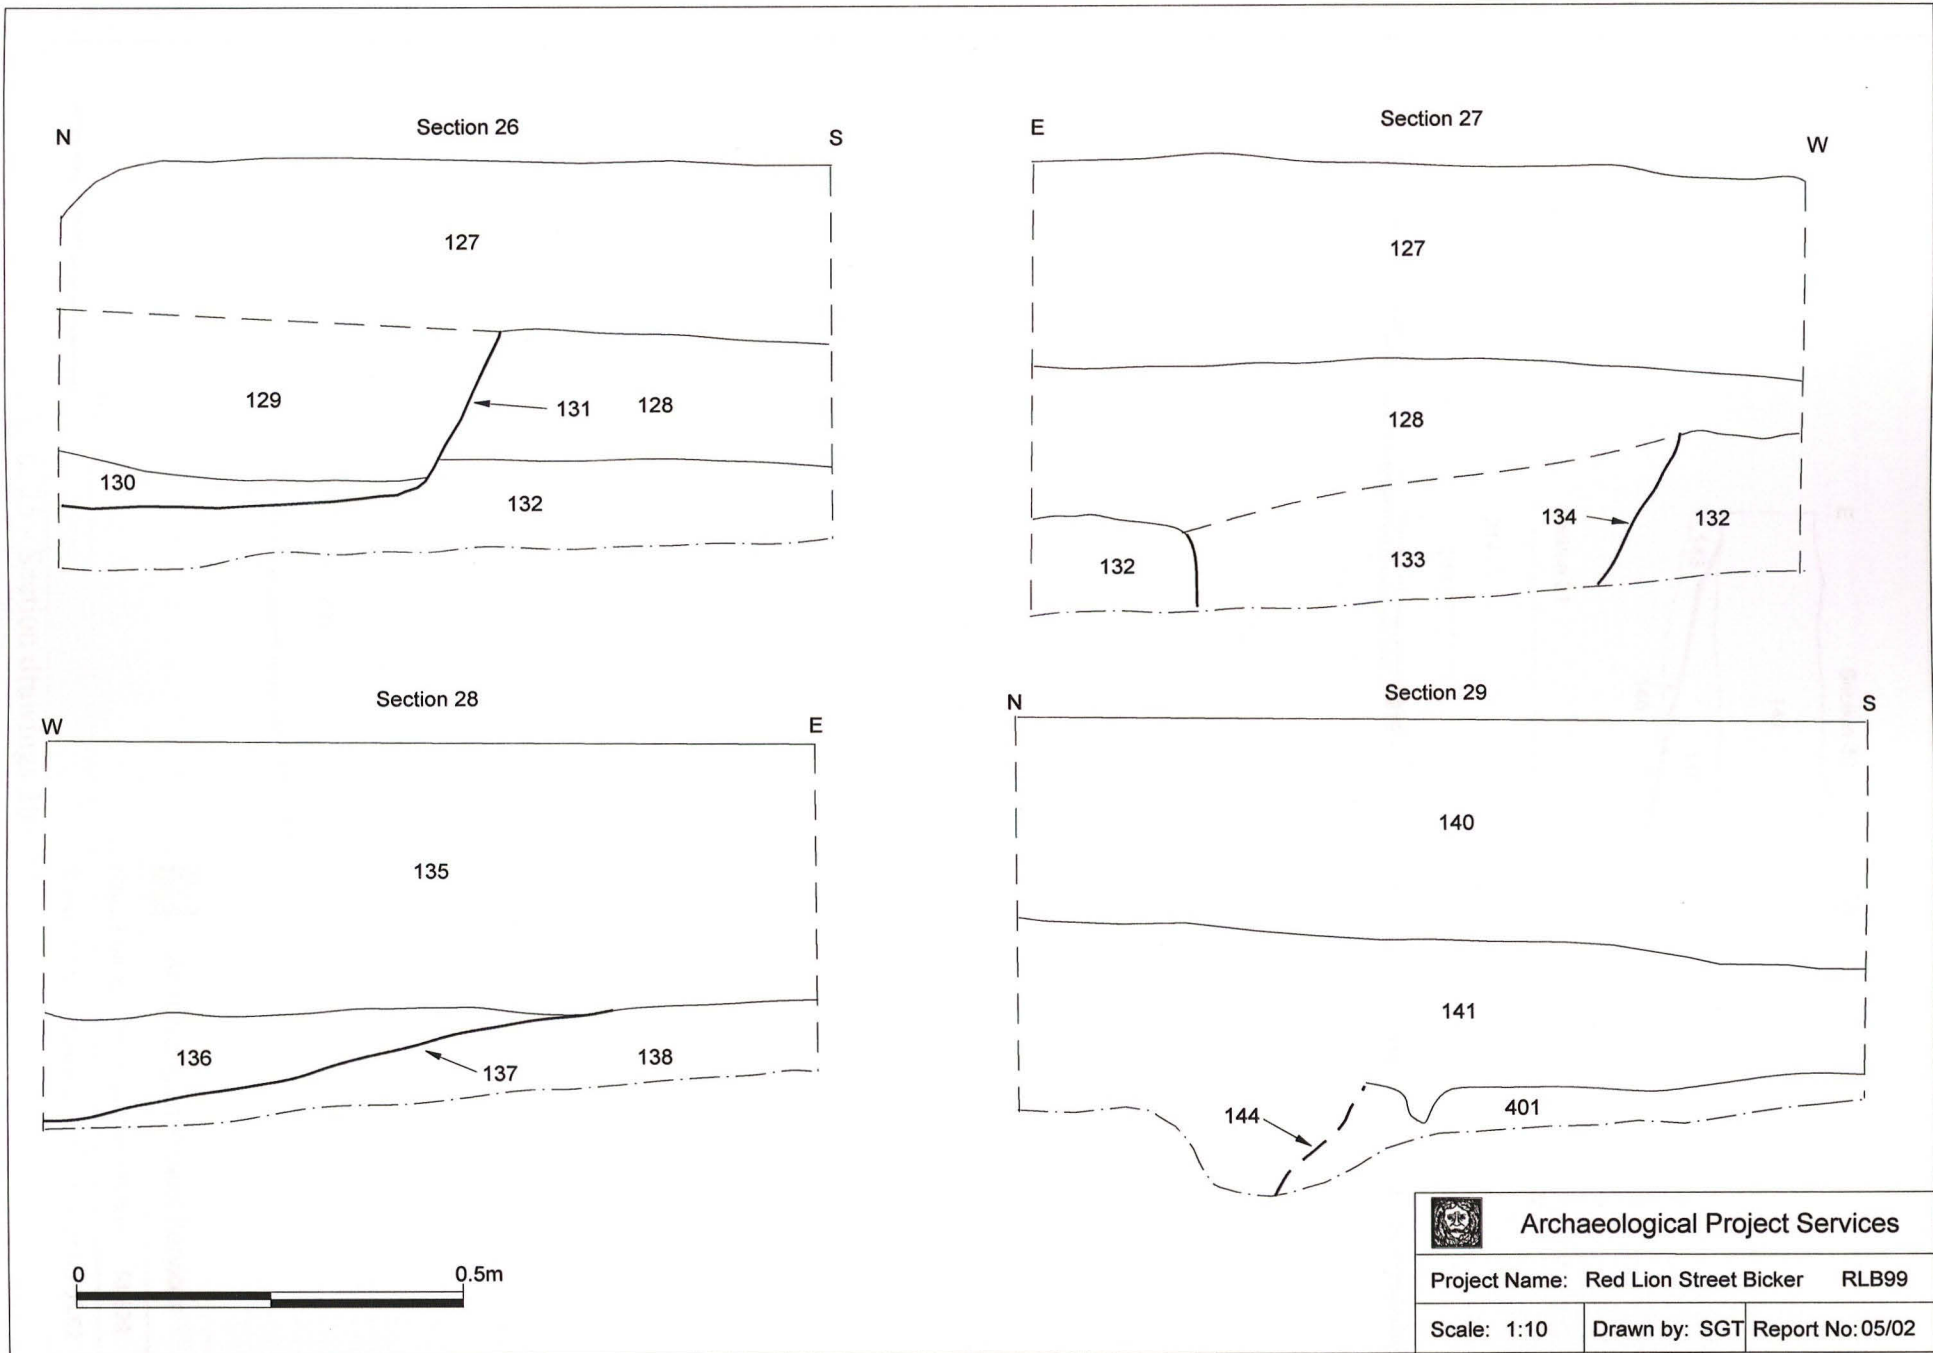 Section 26
N
S
127
129
131
128
130
132
Section 27
E
W
127
128
134
132
132
133
Section 28
W
E
135
136
137
138
Section 29
N
S
140
141
144
401
0
0.5m
Archaeological Project Services
Project Name: Red Lion Street Bicker RLB99
Scale: 1:10
Drawn by: SGT
Report No: 05/02